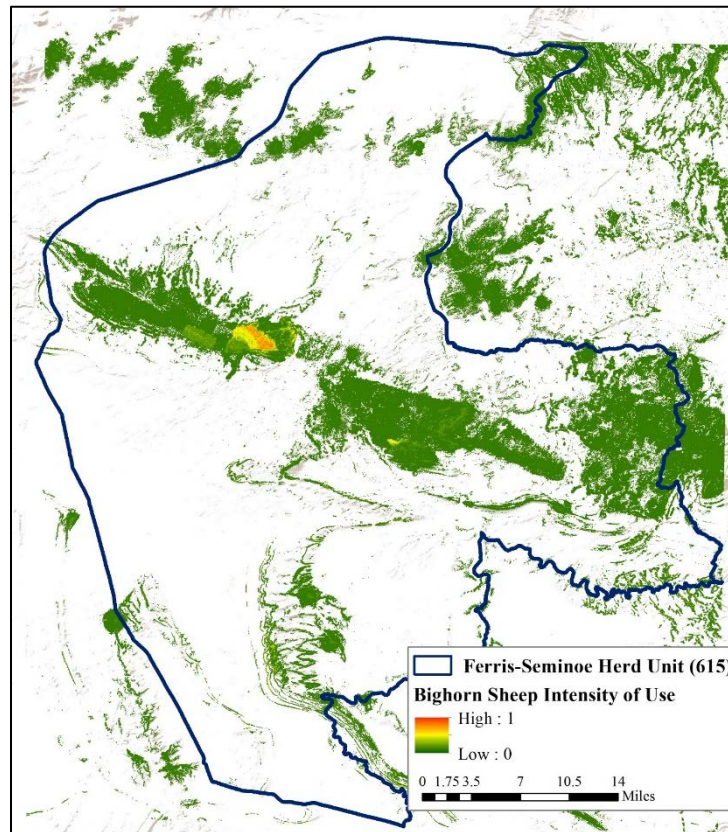 Ferris-Seminoe Herd Unit (615)
Bighorn Sheep Intensity of Use
High : 1
Low : 0
0 1.75 3.5 7 10.5 14
Miles